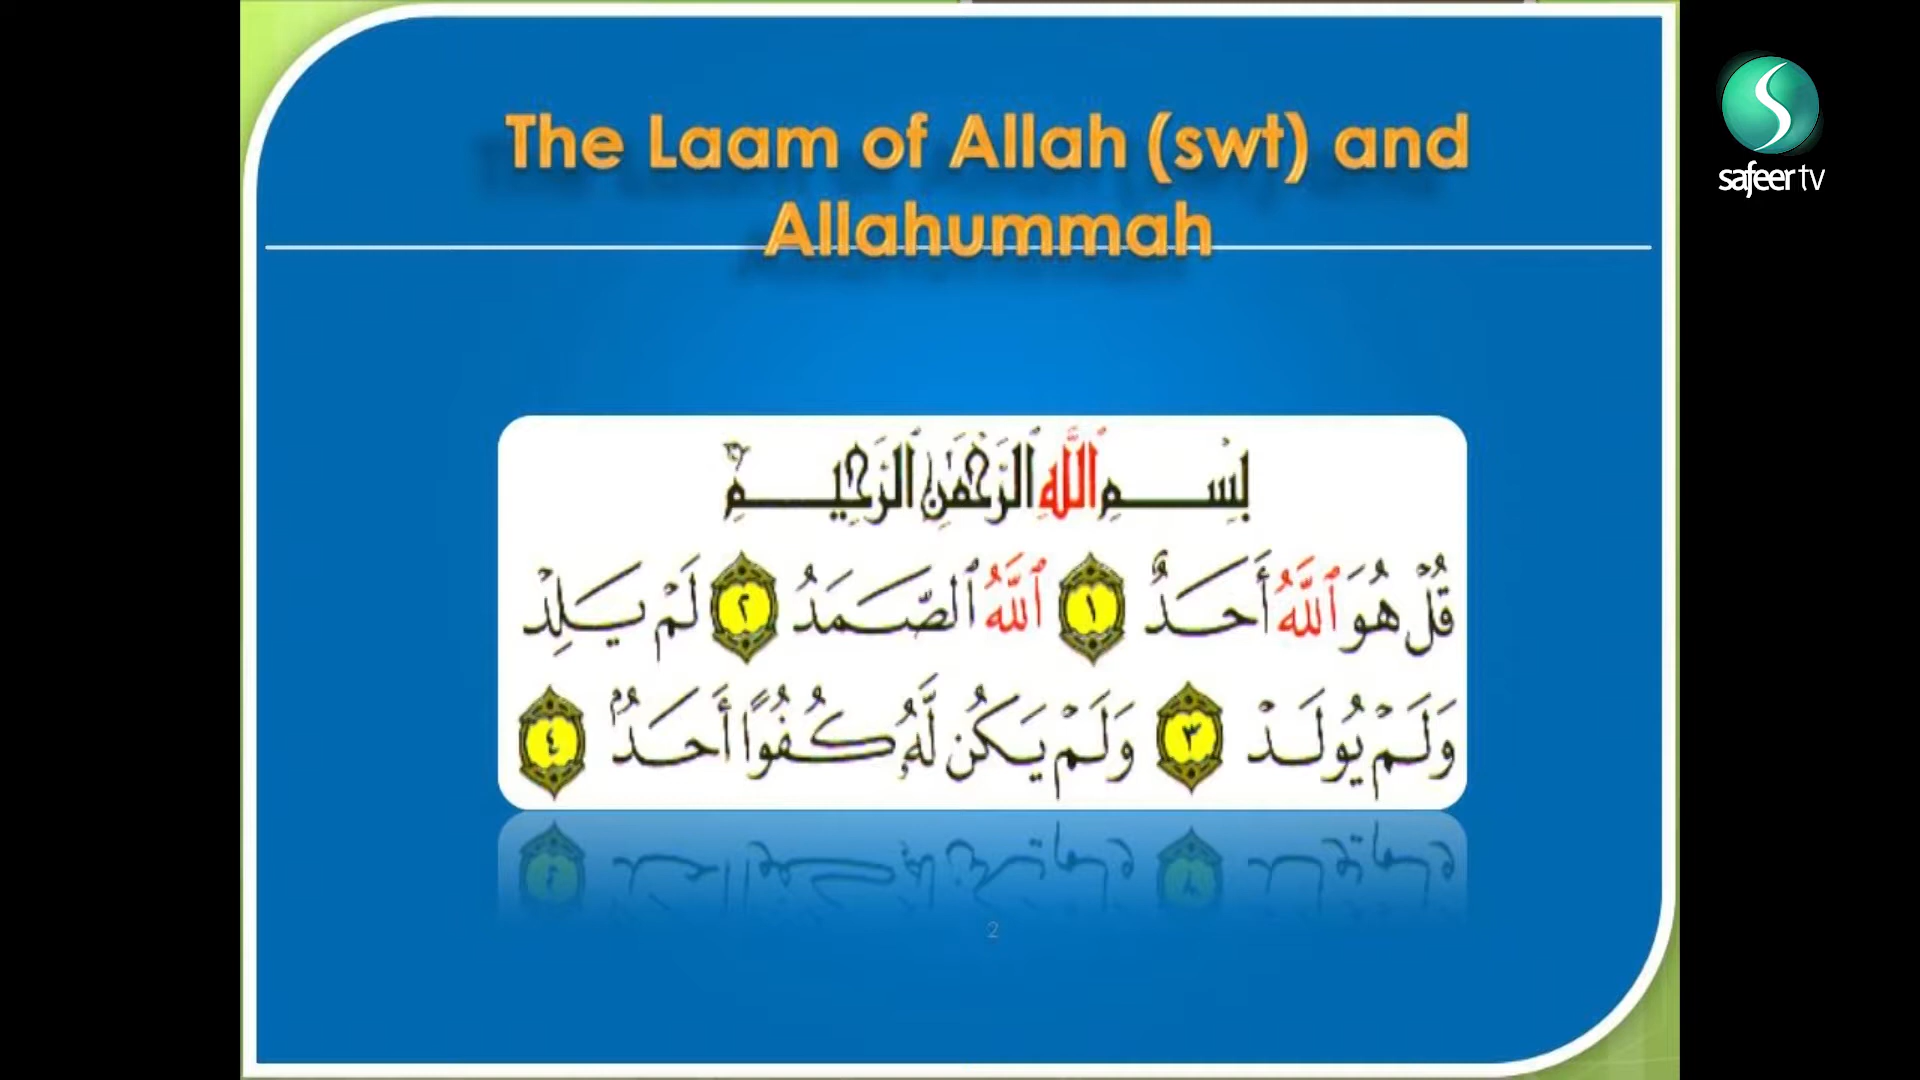 The Laam of Allah (swt) and
Allahummah
safeer tv
بِسْمِ ٱللَّهِ ٱلرَّحْمَٰنِ ٱلرَّحِيمِ
قُلْ هُوَ ٱللَّهُ أَحَدٌ ١ ٱللَّهُ ٱلصَّمَدُ ٢ لَمْ يَلِدْ
وَلَمْ يُولَدْ ٣ وَلَمْ يَكُن لَّهُۥ كُفُوًا أَحَدٌۢ ٤
2